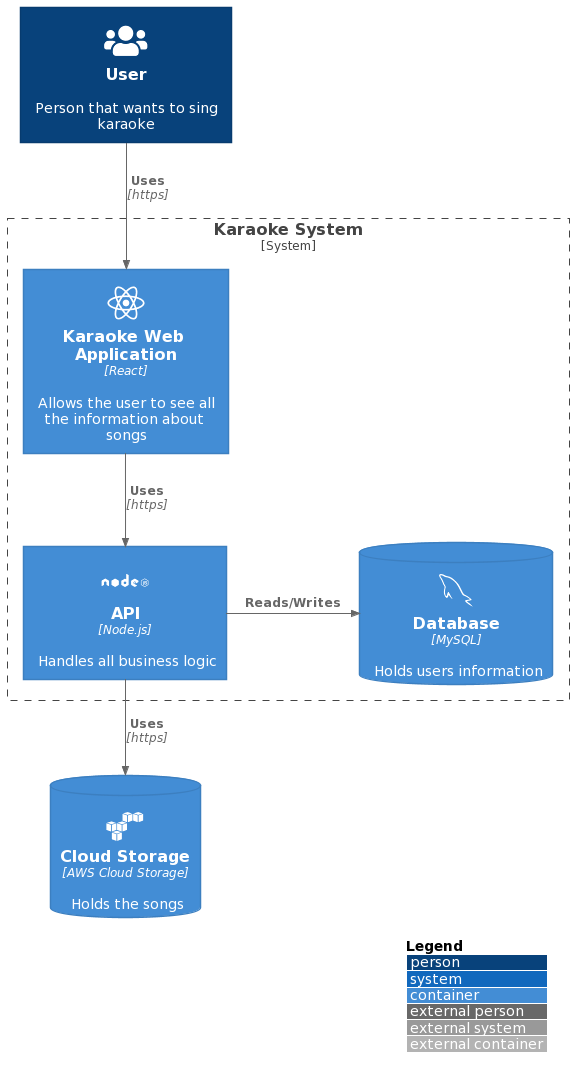 User
Person that wants to sing
karaoke
Uses
[https]
Karaoke System
[System]
Karaoke Web
Application
[React]
Allows the user to see all
the information about
songs
Uses
[https]
node
API
[Node.js]
Handles all business logic
Reads/Writes
Database
[MySQL]
Holds users information
Uses
[https]
Cloud Storage
[AWS Cloud Storage]
Holds the songs
Legend
person
system
container
external person
external system
external container